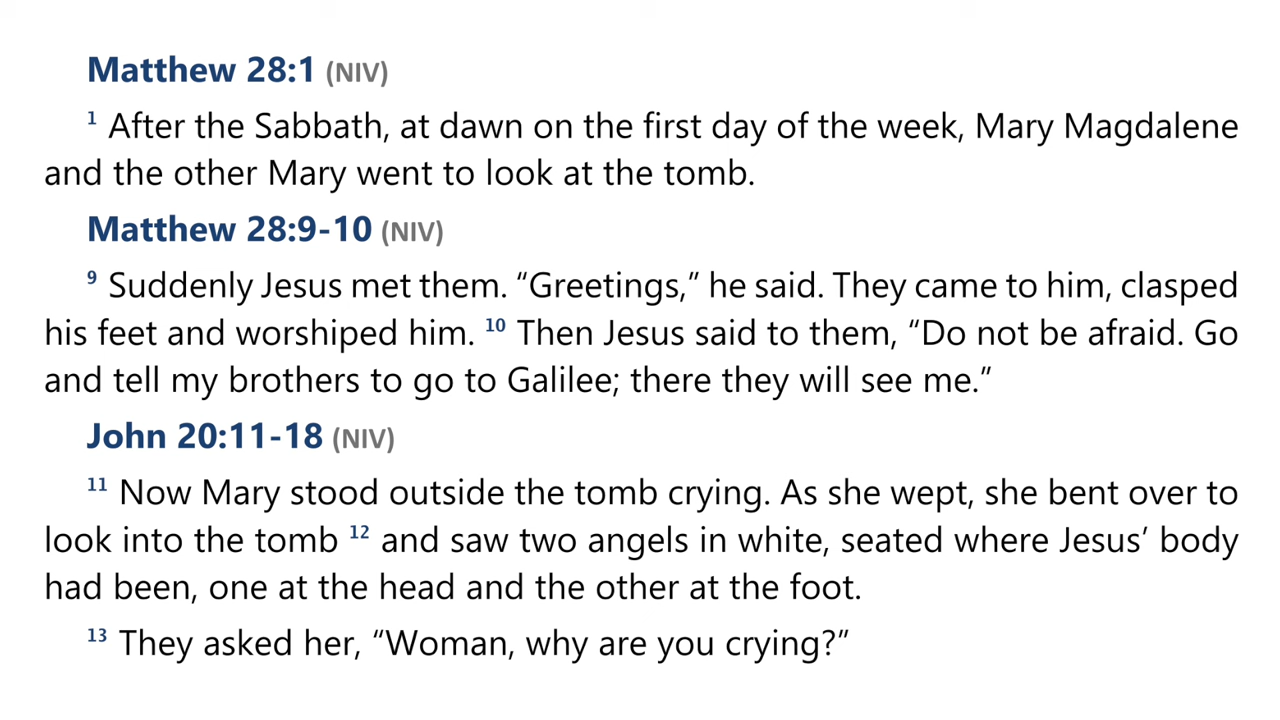 Matthew 28:1 (NIV)
1 After the Sabbath, at dawn on the first day of the week, Mary Magdalene
and the other Mary went to look at the tomb.
Matthew 28:9-10 (NIV)
9 Suddenly Jesus met them. “Greetings,” he said. They came to him, clasped
his feet and worshiped him. 10 Then Jesus said to them, “Do not be afraid. Go
and tell my brothers to go to Galilee; there they will see me.”
John 20:11-18 (NIV)
11 Now Mary stood outside the tomb crying. As she wept, she bent over to
look into the tomb 12 and saw two angels in white, seated where Jesus’ body
had been, one at the head and the other at the foot.
13 They asked her, “Woman, why are you crying?”